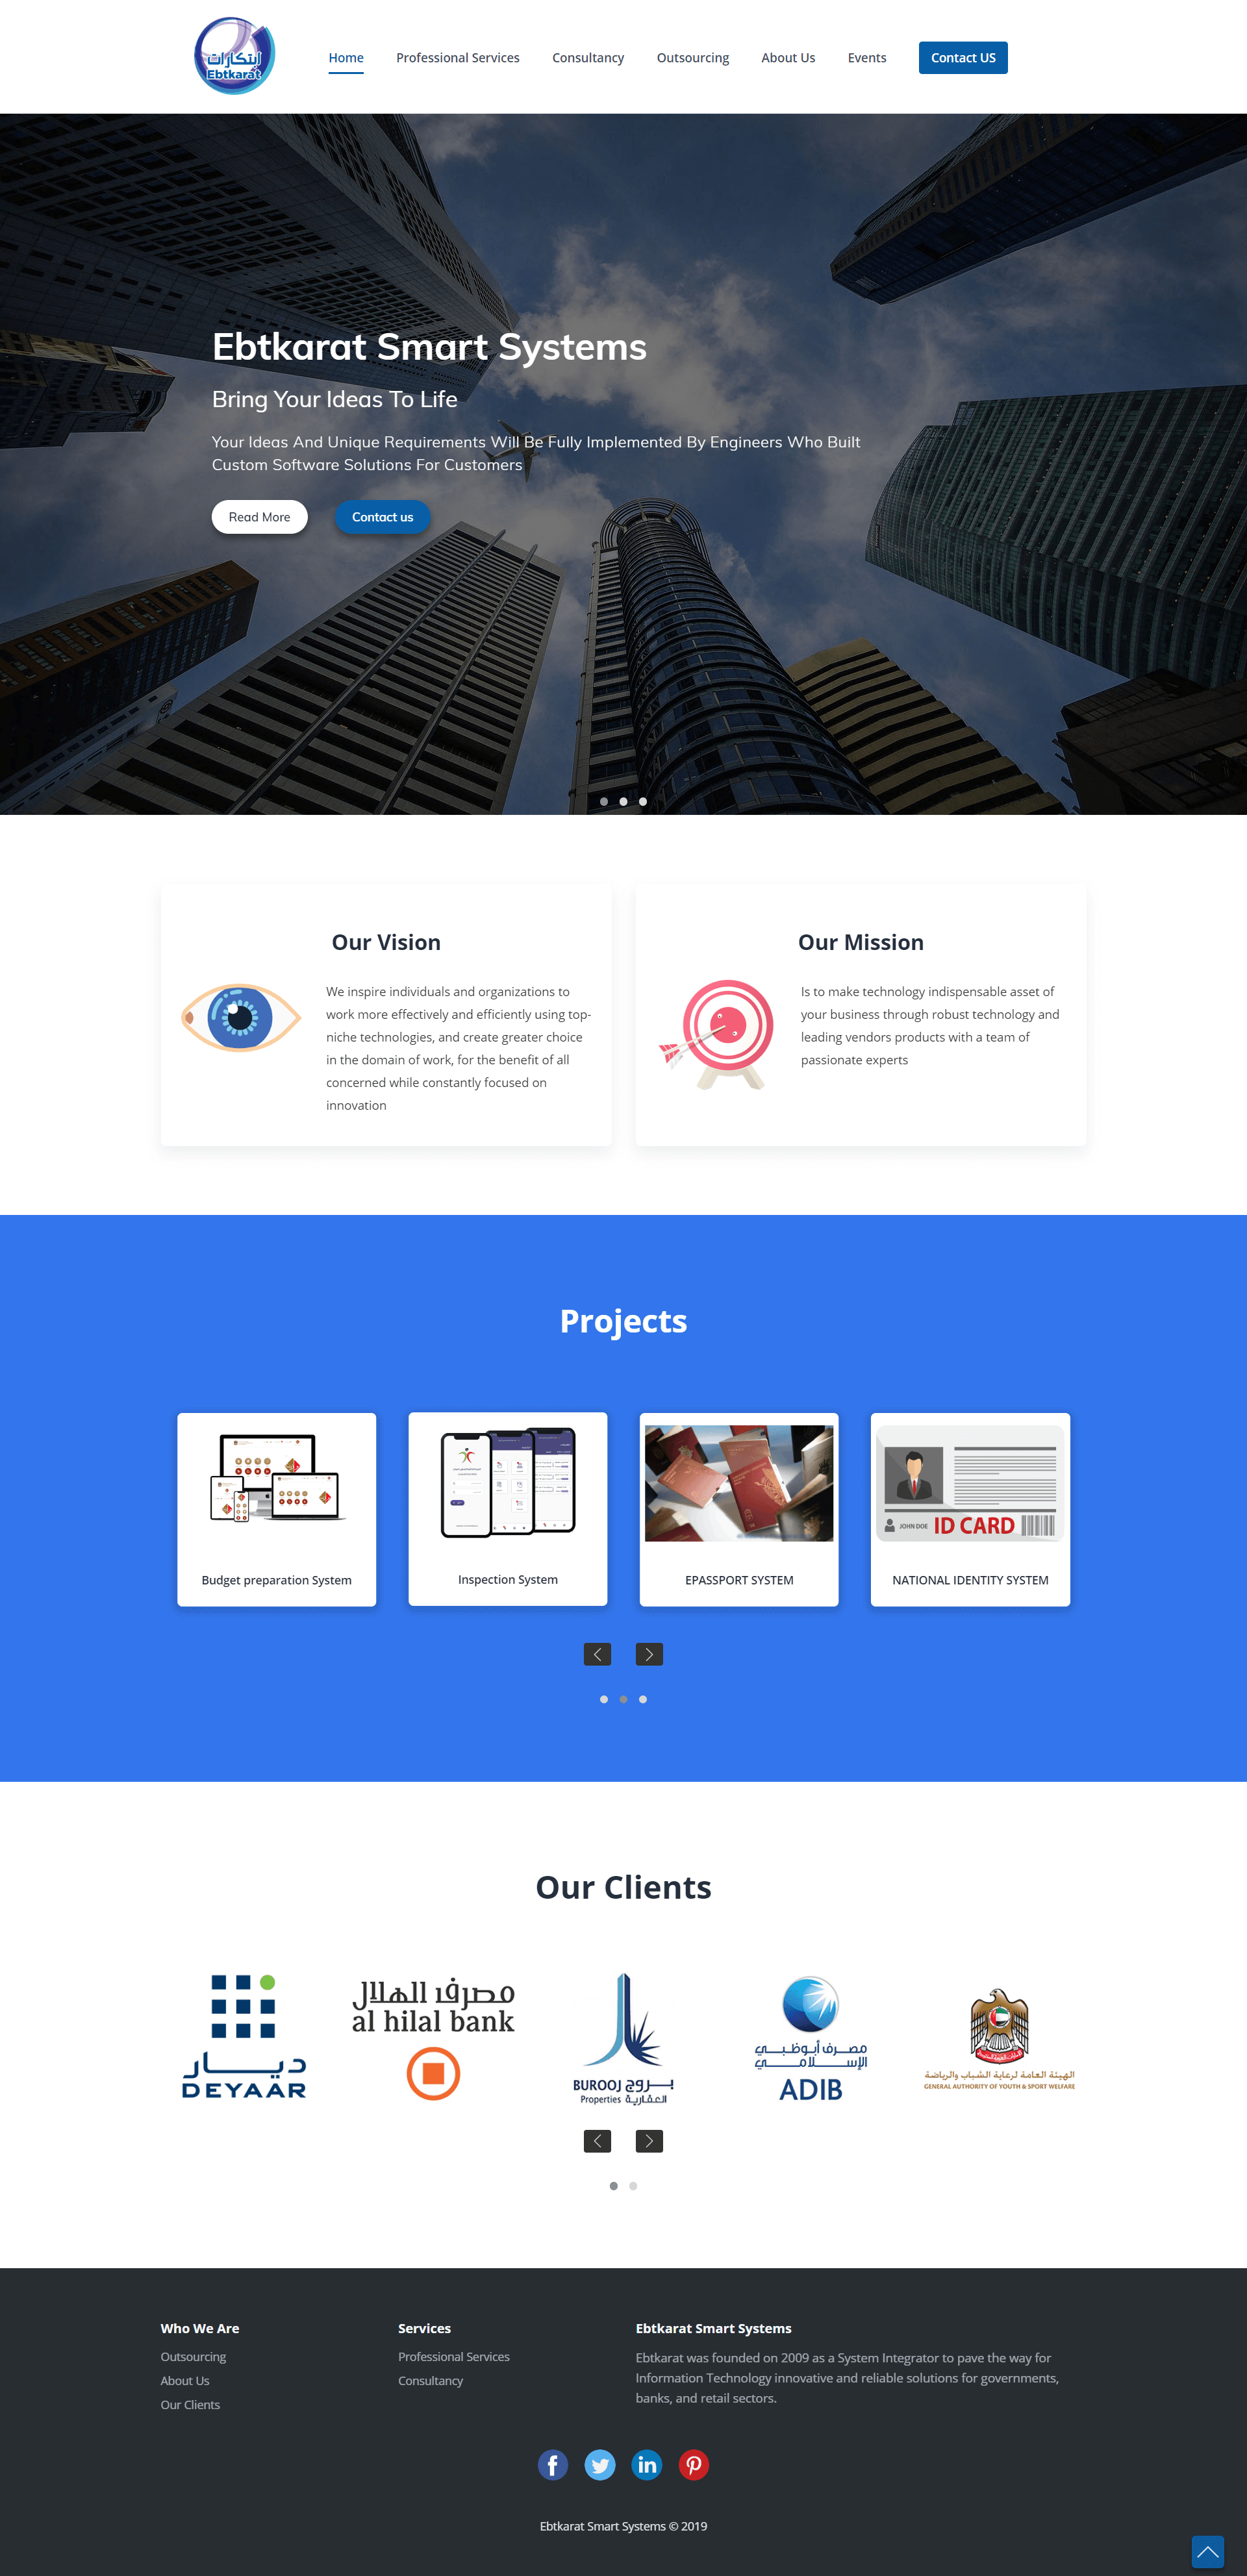 ابتكارات
Ebtkarat
Home
Professional Services
Consultancy
Outsourcing
About Us
Events
Contact US
Ebtkarat Smart Systems
Bring Your Ideas To Life
Your Ideas And Unique Requirements Will Be Fully Implemented By Engineers Who Built
Custom Software Solutions For Customers
Read More
Contact us
Our Vision
We inspire individuals and organizations to
work more effectively and efficiently using top-
niche technologies, and create greater choice
in the domain of work, for the benefit of all
concerned while constantly focused on
innovation
Our Mission
Is to make technology indispensable asset of
your business through robust technology and
leading vendors products with a team of
passionate experts
Projects
Budget preparation System
Inspection System
EPASSPORT SYSTEM
JOHN DOE
ID CARD
NATIONAL IDENTITY SYSTEM
Our Clients
ديار
DEYAAR
مصرف الهلال
al hilal bank
BUROOJ بروج
Properties العقارية
مصرف أبوظبي
الإسلامي
ADIB
الهيئة العامة لرعاية الشباب والرياضة
GENERAL AUTHORITY OF YOUTH & SPORT WELFARE
Who We Are
Outsourcing
About Us
Our Clients
Services
Professional Services
Consultancy
Ebtkarat Smart Systems
Ebtkarat was founded on 2009 as a System Integrator to pave the way for
Information Technology innovative and reliable solutions for governments,
banks, and retail sectors.
Ebtkarat Smart Systems © 2019